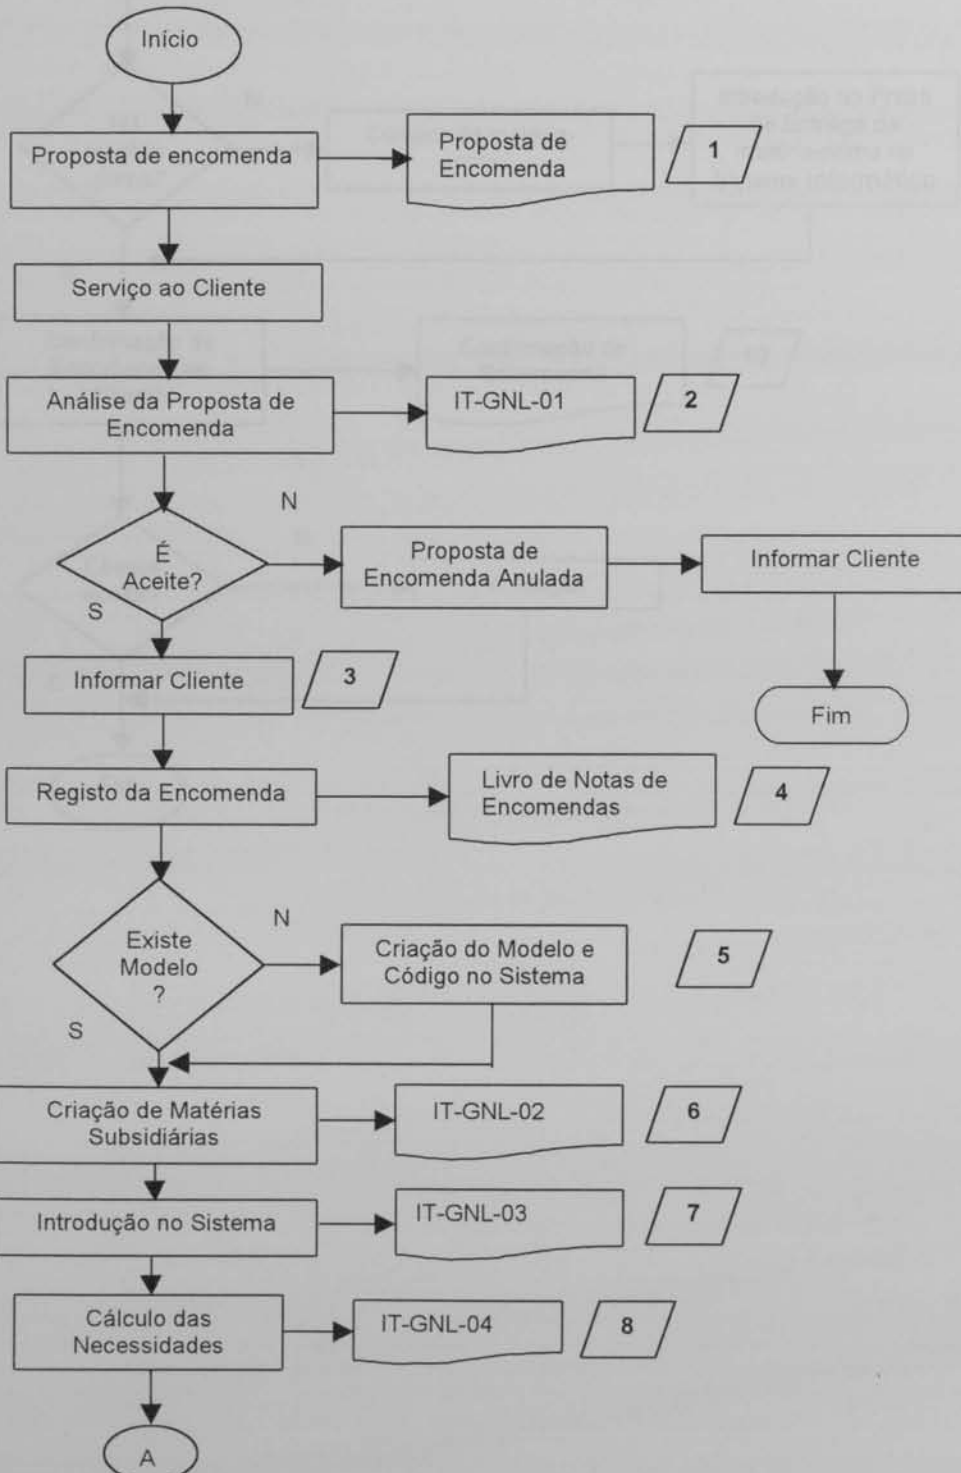 Início
Proposta de encomenda
Proposta de
Encomenda
1
Serviço ao Cliente
Análise da Proposta de
Encomenda
IT-GNL-01
2
N
É
Aceite?
S
Proposta de
Encomenda Anulada
Informar Cliente
Informar Cliente
3
Fim
Registo da Encomenda
Livro de Notas de
Encomendas
4
N
Existe
Modelo
?
S
Criação do Modelo e
Código no Sistema
5
Criação de Matérias
Subsidiárias
IT-GNL-02
6
Introdução no Sistema
IT-GNL-03
7
Cálculo das
Necessidades
IT-GNL-04
8
A